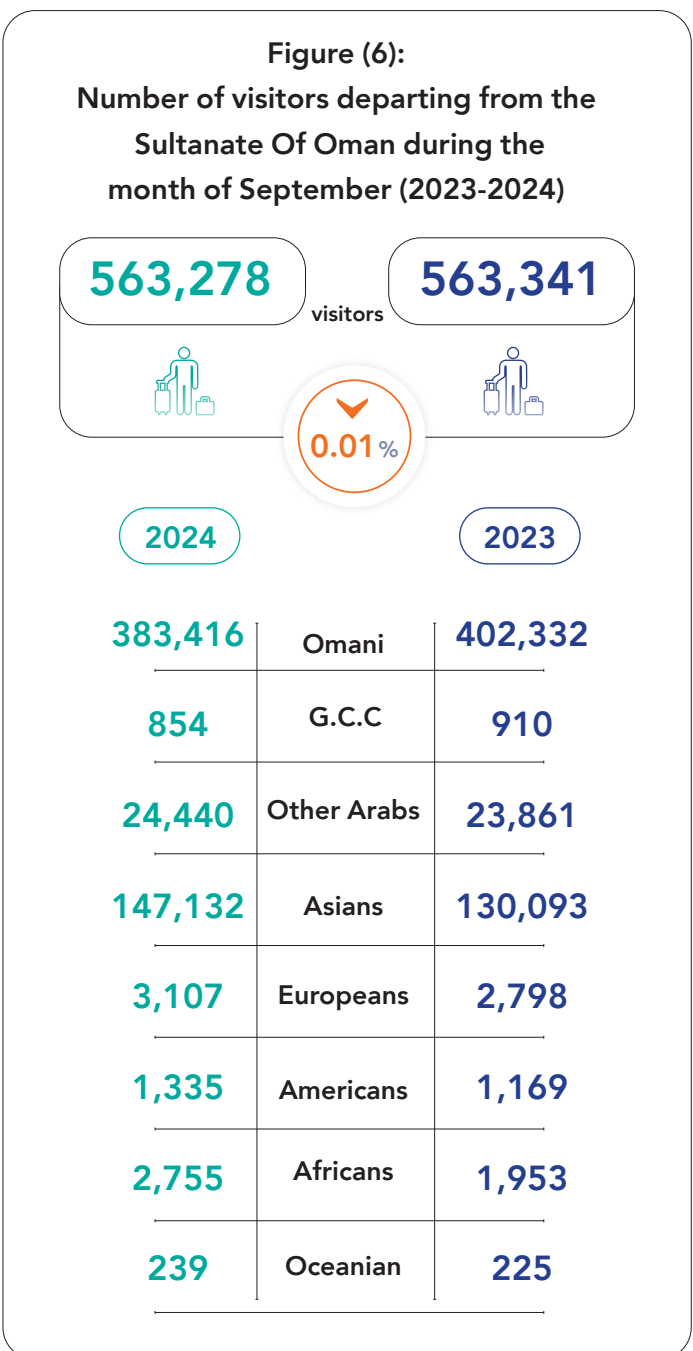 Figure (6):
Number of visitors departing from the
Sultanate Of Oman during the
month of September (2023-2024)
563,278 visitors 563,341
0.01 %
2024 2023
383,416 Omani 402,332
854 G.C.C 910
24,440 Other Arabs 23,861
147,132 Asians 130,093
3,107 Europeans 2,798
1,335 Americans 1,169
2,755 Africans 1,953
239 Oceanian 225